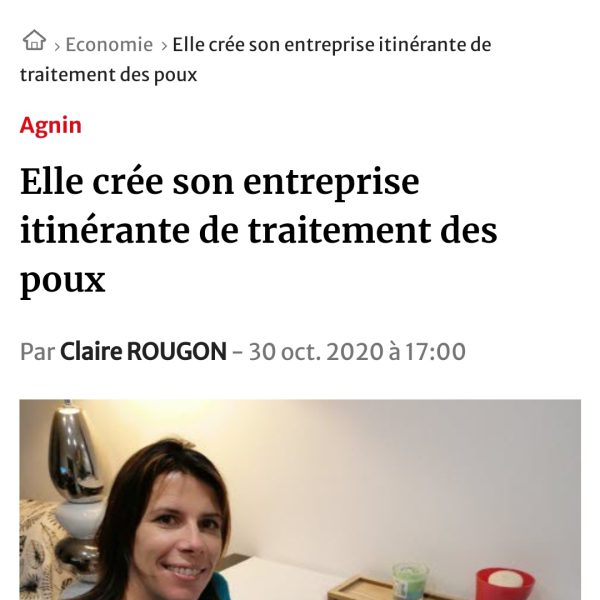 › Economie › Elle crée son entreprise itinérante de
traitement des poux
Agnin
Elle crée son entreprise
itinérante de traitement des
poux
Par Claire ROUGON - 30 oct. 2020 à 17:00